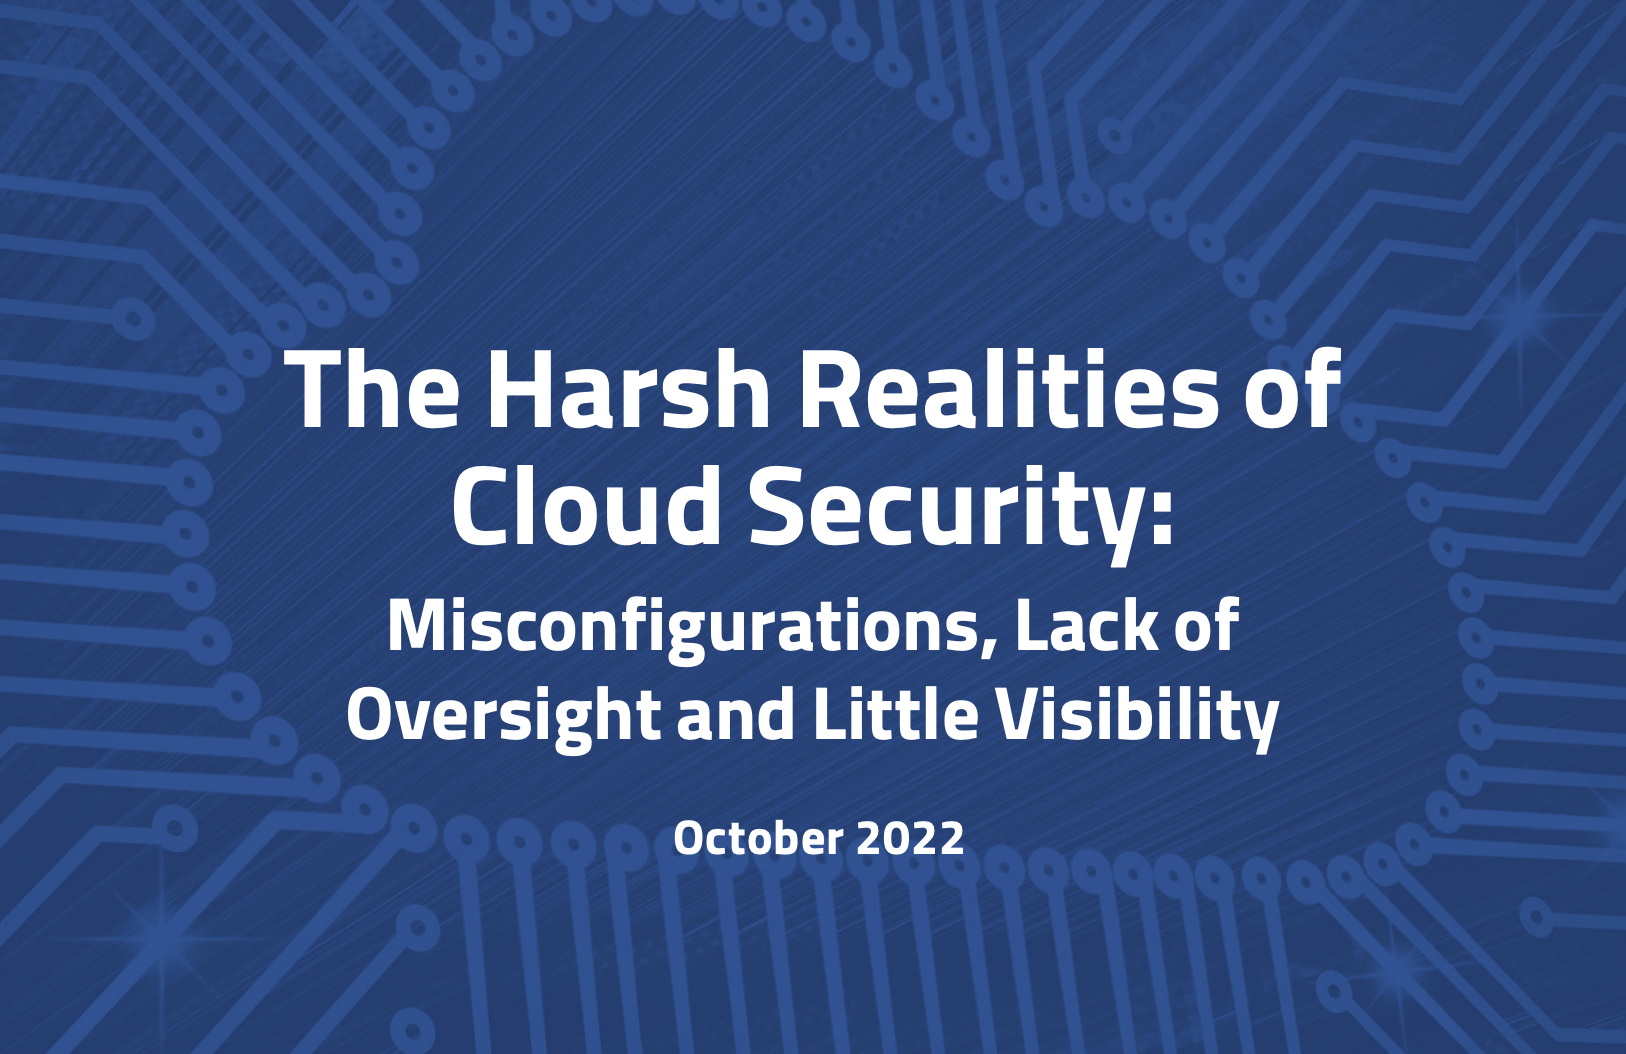 The Harsh Realities of
Cloud Security:
Misconfigurations, Lack of
Oversight and Little Visibility
October 2022